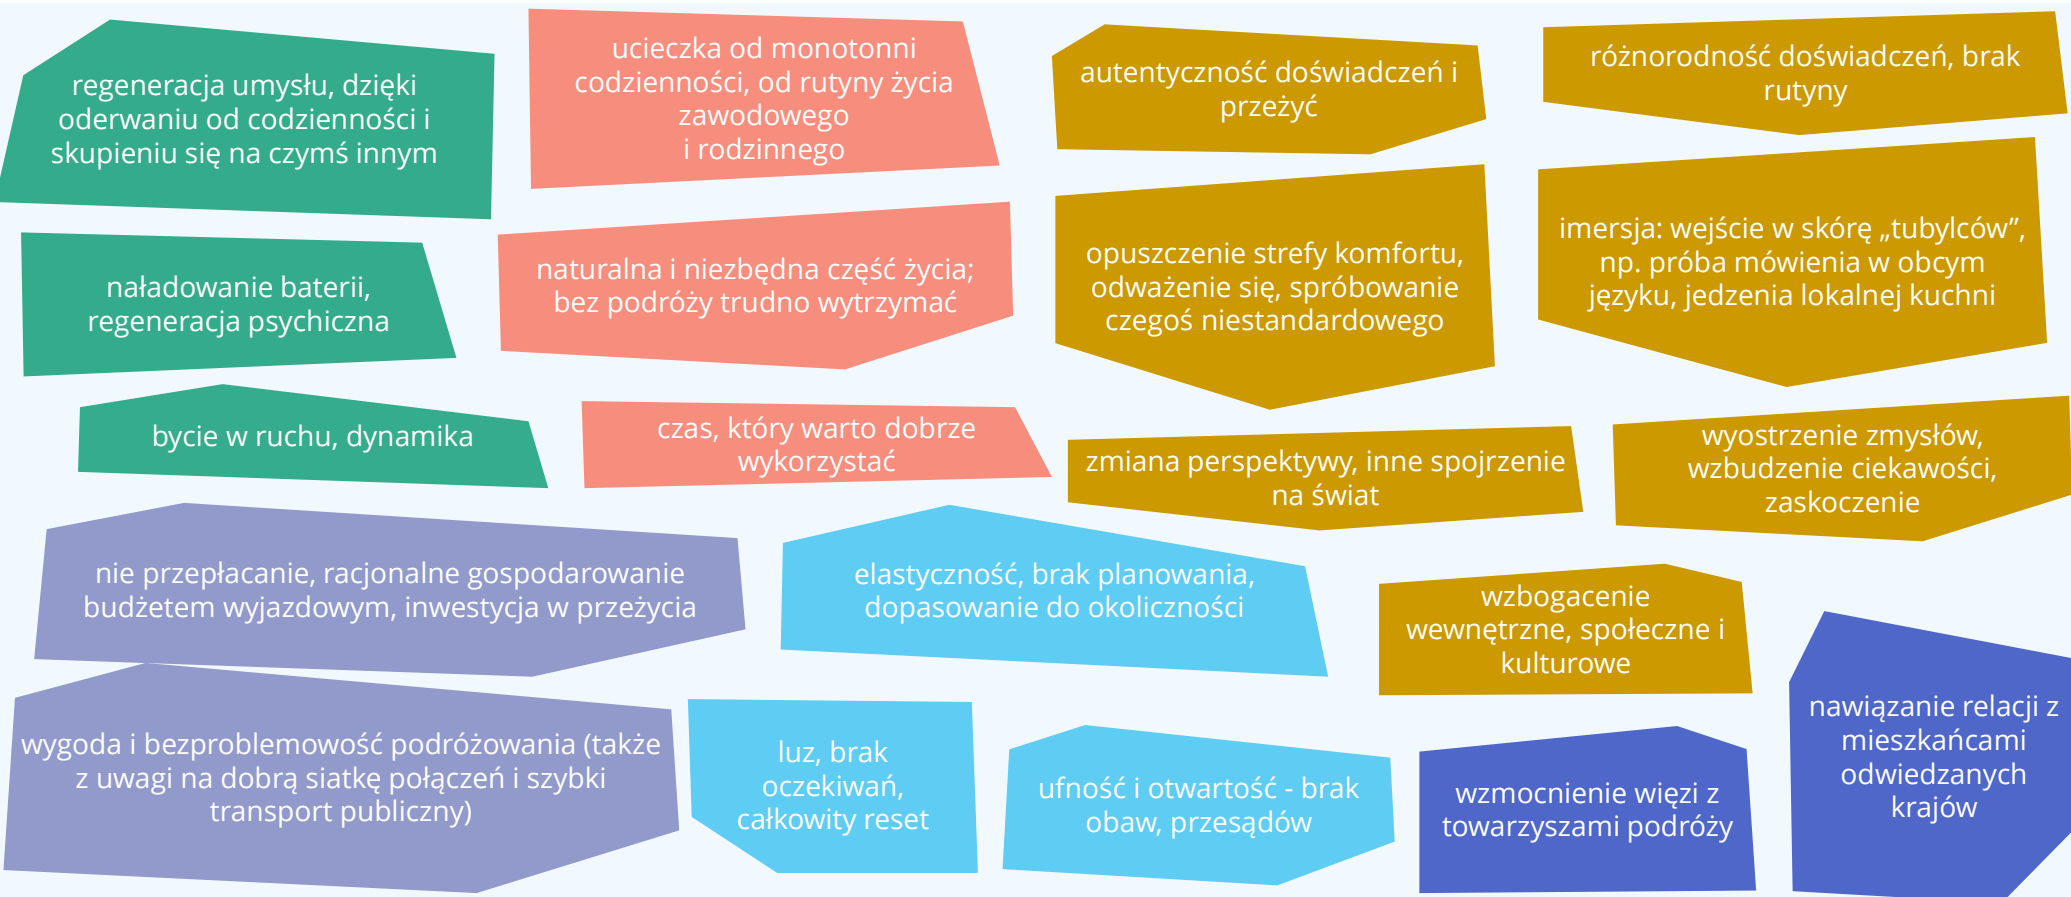 regeneracja umysłu, dzięki
oderwaniu od codzienności i
skupieniu się na czymś innym
ucieczka od monotonni
codzienności, od rutyny życia
zawodowego
i rodzinnego
autentyczność doświadczeń i
przeżyć
różnorodność doświadczeń, brak
rutyny
naładowanie baterii,
regeneracja psychiczna
naturalna i niezbędna część życia;
bez podróży trudno wytrzymać
opuszczenie strefy komfortu,
odważenie się, spróbowanie
czegoś niestandardowego
imersja: wejście w skórę „tubylców”,
np. próba mówienia w obcym
języku, jedzenia lokalnej kuchni
bycie w ruchu, dynamika
czas, który warto dobrze
wykorzystać
zmiana perspektywy, inne spojrzenie
na świat
wyostrzenie zmysłów,
wzbudzenie ciekawości,
zaskoczenie
nie przepłacanie, racjonalne gospodarowanie
budżetem wyjazdowym, inwestycja w przeżycia
elastyczność, brak planowania,
dopasowanie do okoliczności
wzbogacenie
wewnętrzne, społeczne i
kulturowe
wygoda i bezproblemowość podróżowania (także
z uwagi na dobrą siatkę połączeń i szybki
transport publiczny)
luz, brak
oczekiwań,
całkowity reset
ufność i otwartość - brak
obaw, przesądów
wzmocnienie więzi z
towarzyszami podróży
nawiązanie relacji z
mieszkańcami
odwiedzanych
krajów